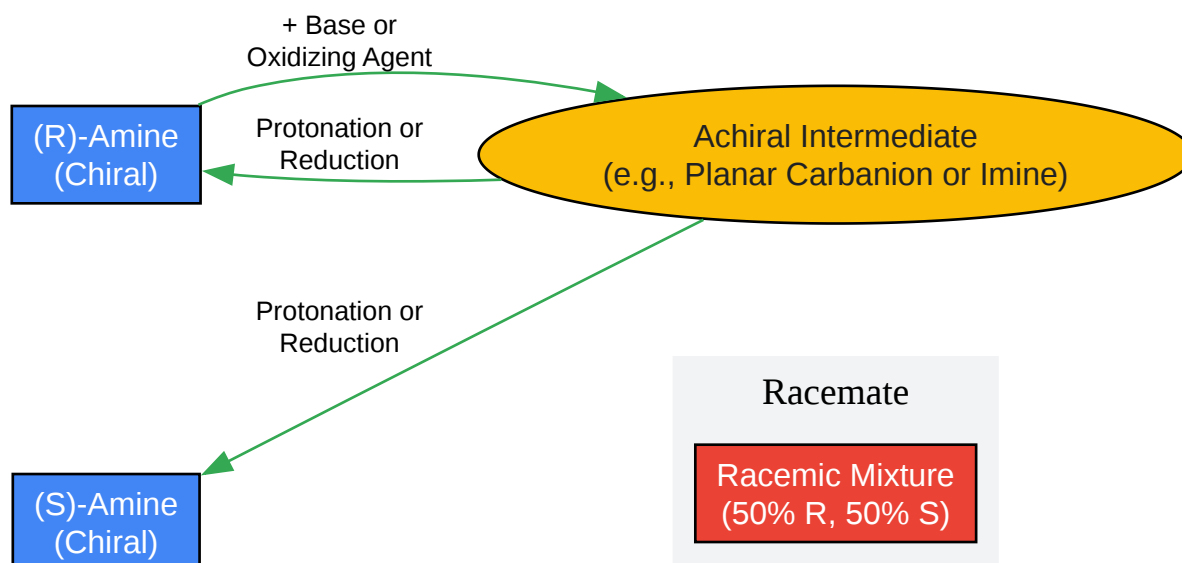 + Base or
Oxidizing Agent
(R)-Amine
(Chiral)
Protonation or
Reduction
Achiral Intermediate
(e.g., Planar Carbanion or Imine)
Protonation or
Reduction
Racemate
Racemic Mixture
(50% R, 50% S)
(S)-Amine
(Chiral)